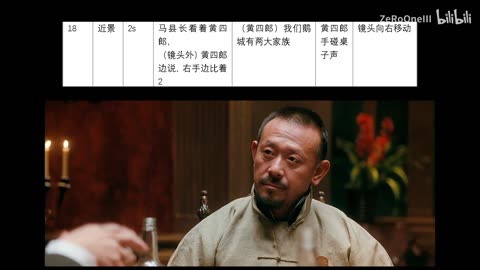 ZeRoOneIII bilibili
18 近景 2s 马县长看着黄四 (黄四郎)我们鹅 黄四郎 镜头向右移动
郎, 城有两大家族 手碰桌
(镜头外)黄四郎 子声
边说,右手边比着
2